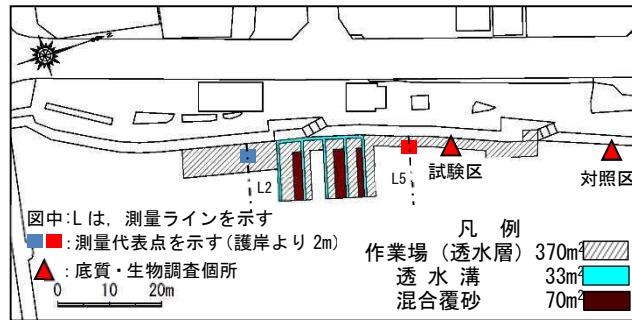 L2
L5
試験区
対照区
図中:Lは，測量ラインを示す
:測量代表点を示す(護岸より2m)
:底質・生物調査個所
0 10 20m
凡 例
作業場（透水層） 370m²
透 水 溝 33m²
混合覆砂 70m²